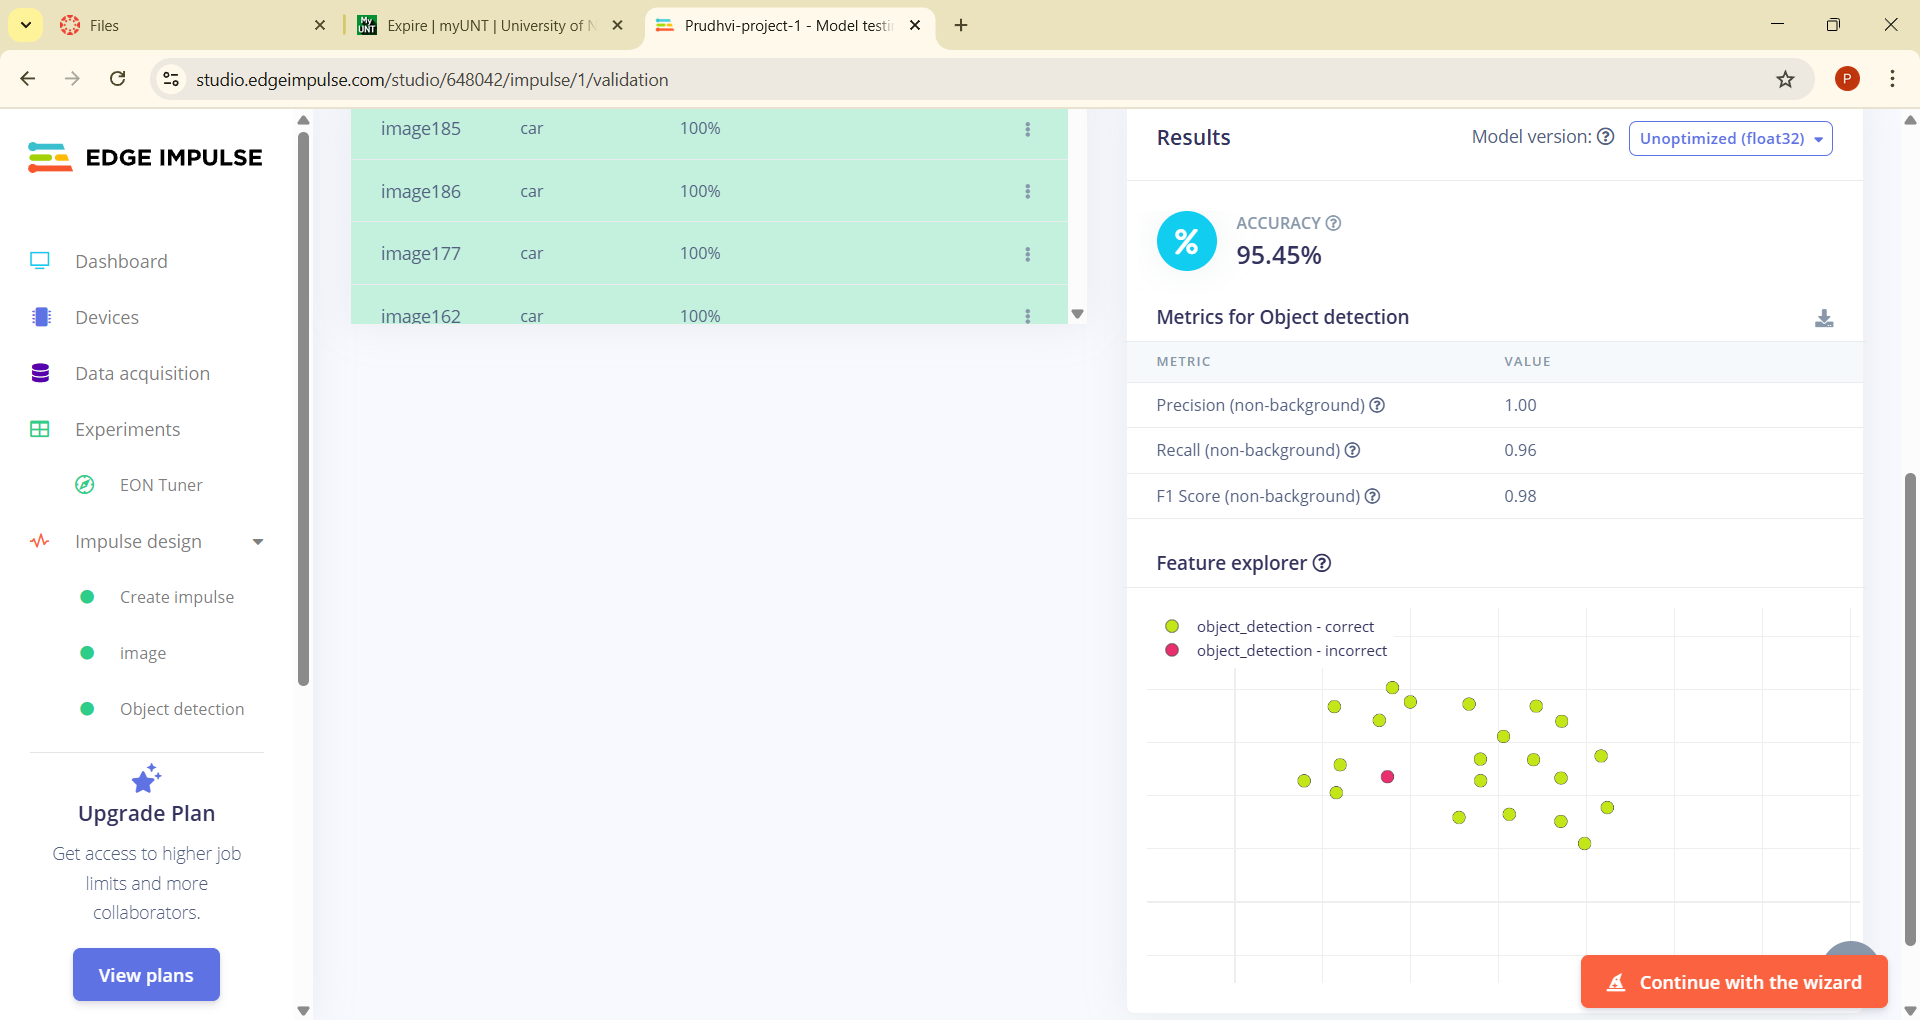 Files
Expire | myUNT | University of N
Prudhvi-project-1 - Model testi
studio.edgeimpulse.com/studio/648042/impulse/1/validation
P
EDGE IMPULSE
Dashboard
Devices
Data acquisition
Experiments
EON Tuner
Impulse design
Create impulse
image
Object detection
Upgrade Plan
Get access to higher job
limits and more
collaborators.
View plans
image185 car 100%
image186 car 100%
image177 car 100%
image162 car 100%
Results
Model version: ? Unoptimized (float32)
% ACCURACY ?
95.45%
Metrics for Object detection
METRIC VALUE
Precision (non-background) ? 1.00
Recall (non-background) ? 0.96
F1 Score (non-background) ? 0.98
Feature explorer ?
object_detection - correct
object_detection - incorrect
Continue with the wizard